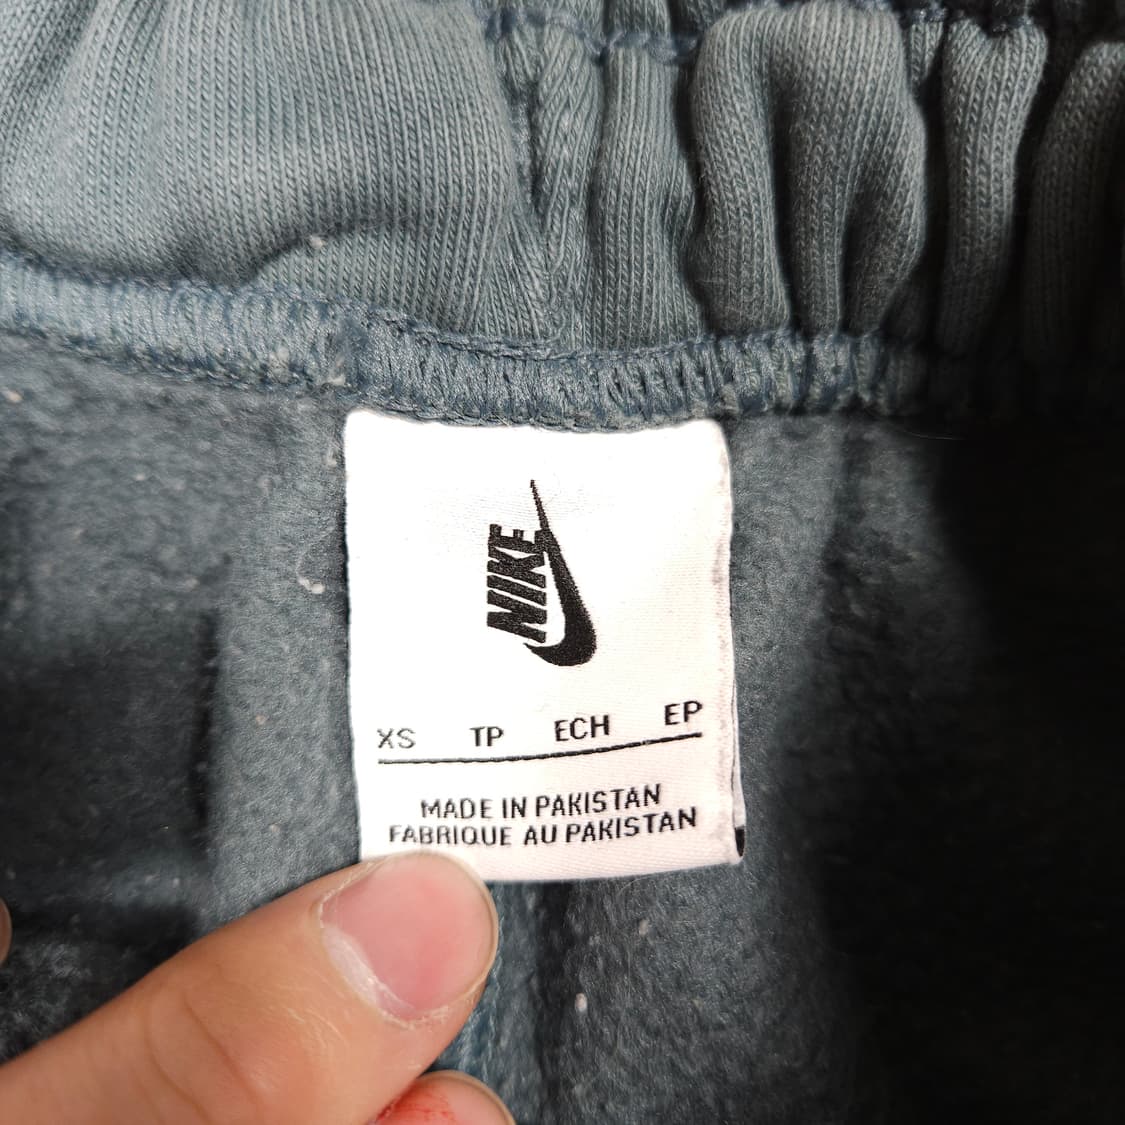 NIKE
XS TP ECH EP
MADE IN PAKISTAN
FABRIQUE AU PAKISTAN